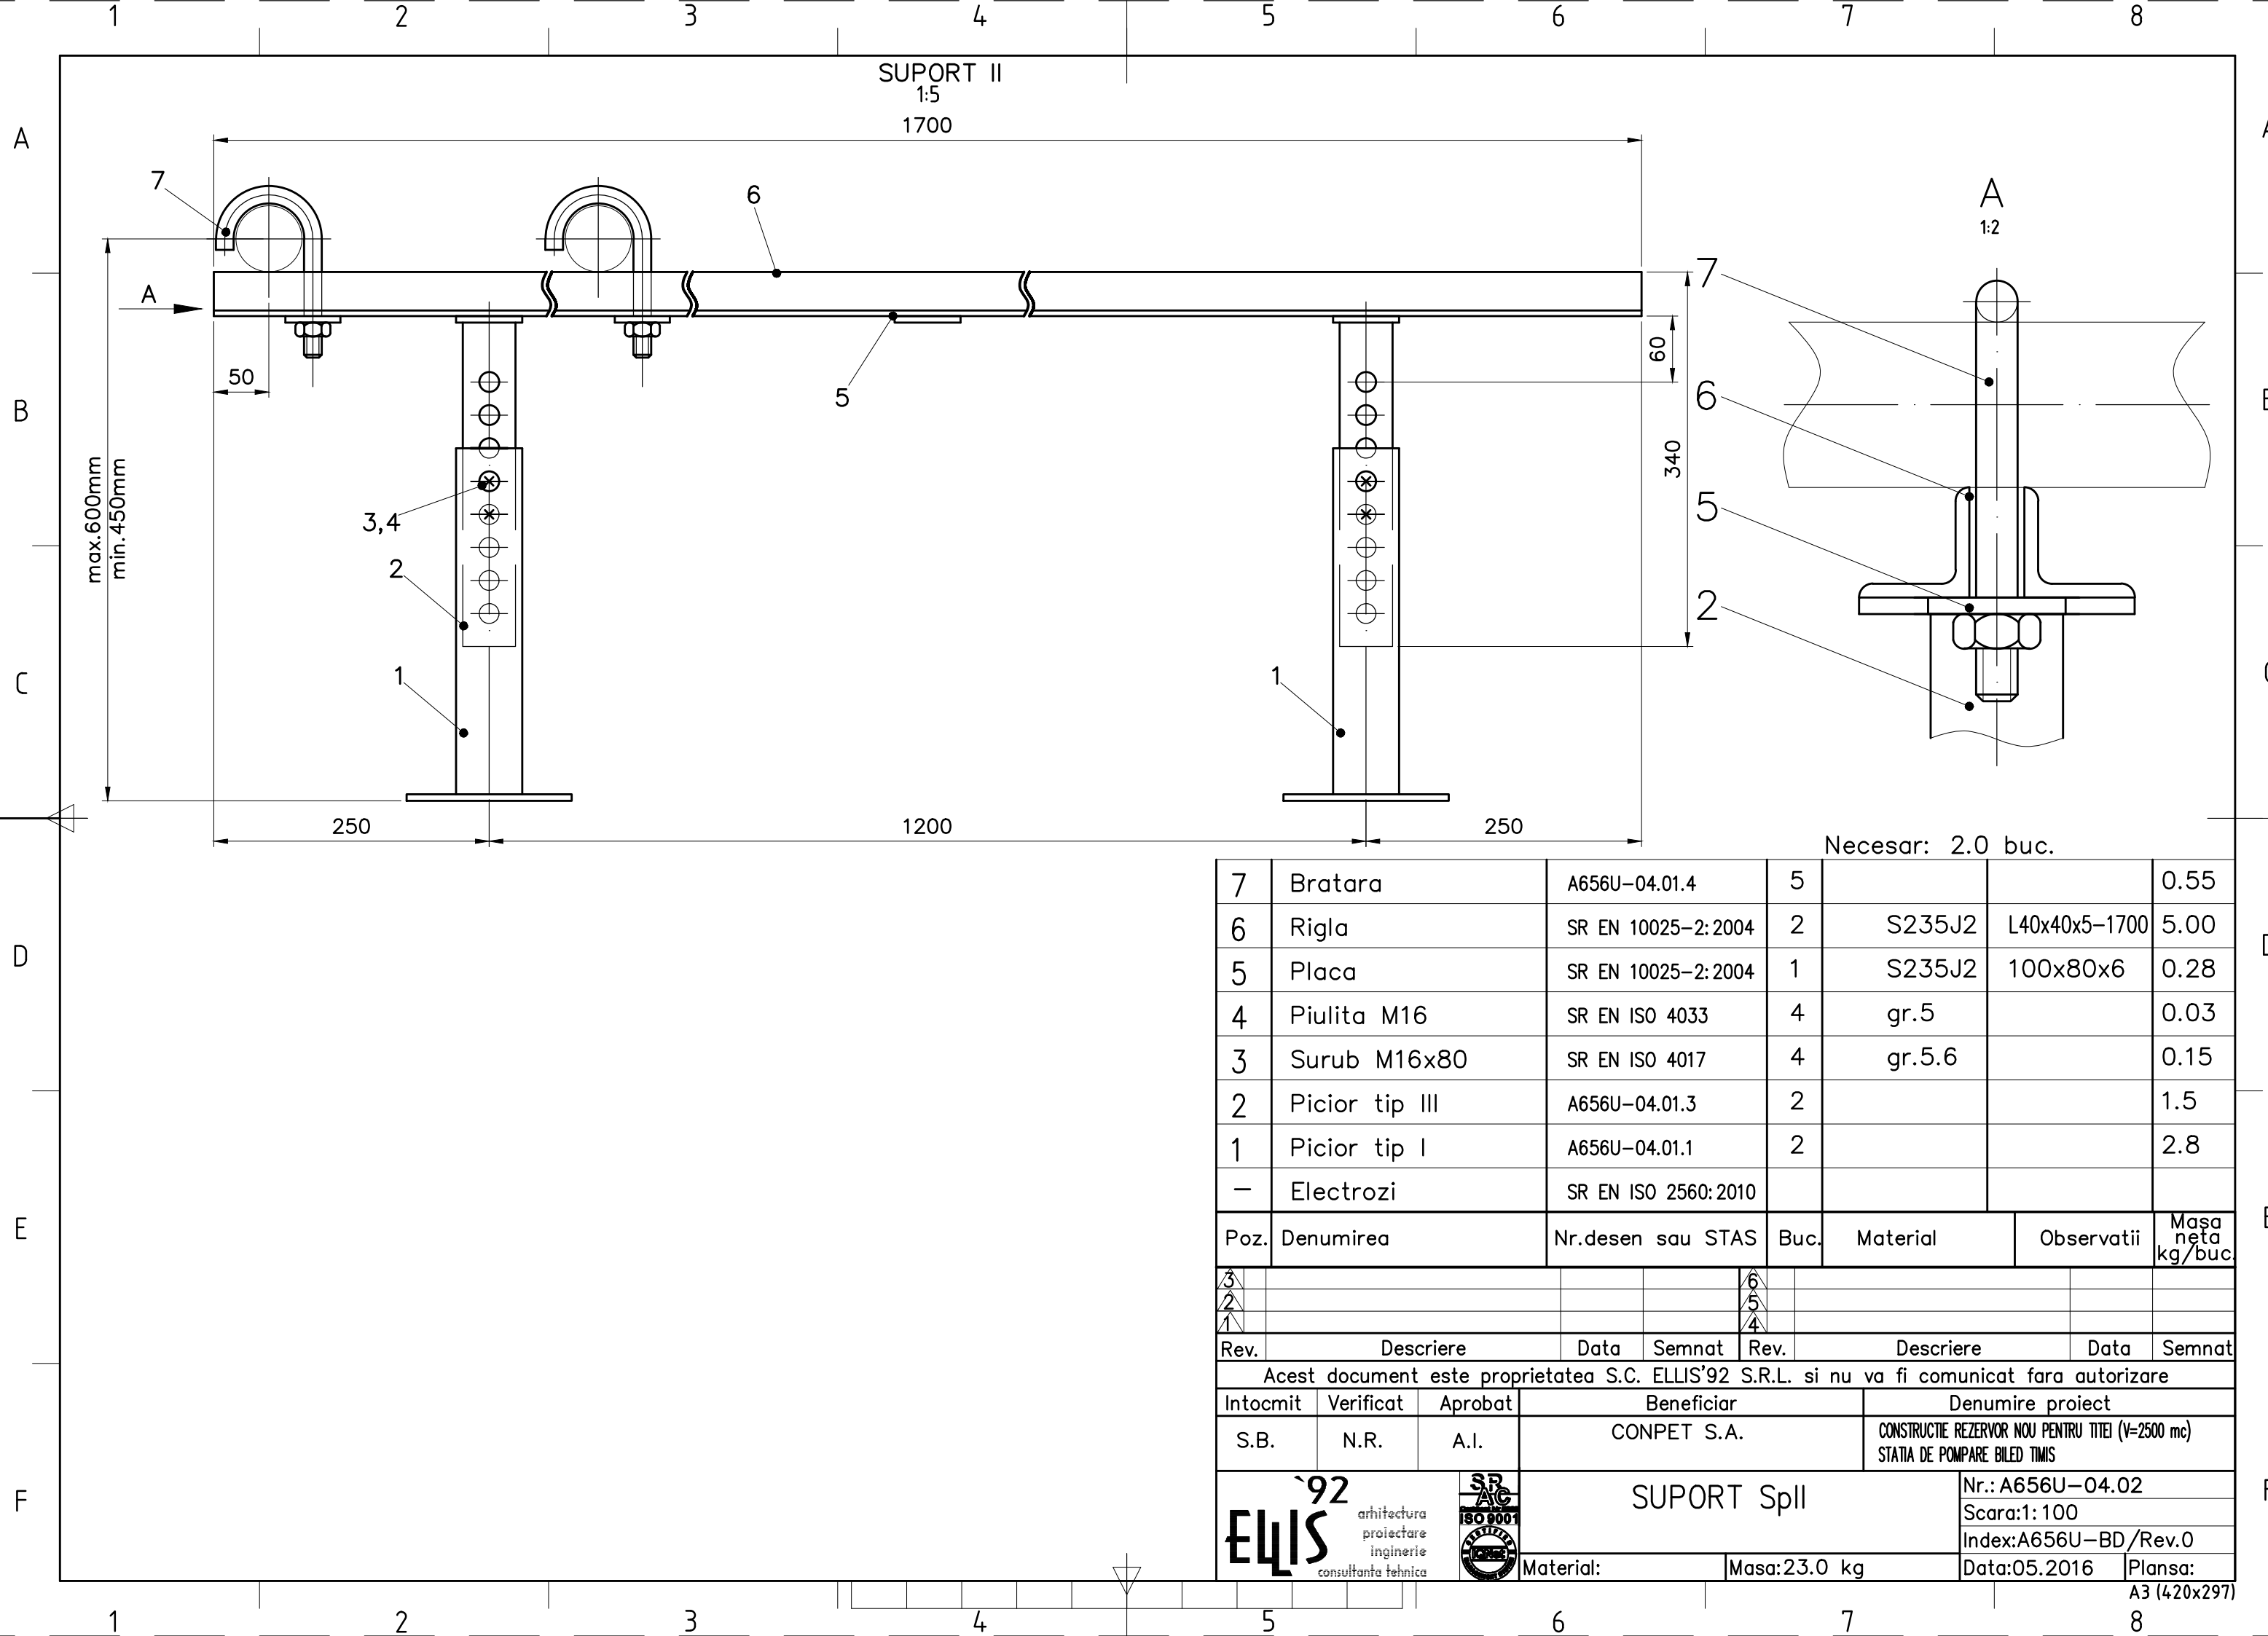 1 2 3 4 5 6 7 8
SUPORT II
1:5
1700
A
7
6
A
1:2
7
A
50
60
5
B
6
B
340
max.600mm
min.450mm
3,4
5
2
2
C
1
1
C
250
1200
250
Necesar: 2.0 buc.
7 Bratara A656U-04.01.4 5 0.55
6 Rigla SR EN 10025-2:2004 2 S235J2 L40x40x5-1700 5.00
D
5 Placa SR EN 10025-2:2004 1 S235J2 100x80x6 0.28
4 Piulita M16 SR EN ISO 4033 4 gr.5 0.03
3 Surub M16x80 SR EN ISO 4017 4 gr.5.6 0.15
2 Picior tip III A656U-04.01.3 2 1.5
1 Picior tip I A656U-04.01.1 2 2.8
- Electrozi SR EN ISO 2560:2010
E
Poz. Denumirea Nr.desen sau STAS Buc. Material Observatii Masa neta kg/buc.
3 6
2 5
1 4
Rev. Descriere Data Semnat Rev. Descriere Data Semnat
Acest document este proprietatea S.C. ELLIS'92 S.R.L. si nu va fi comunicat fara autorizare
Intocmit Verificat Aprobat Beneficiar Denumire proiect
S.B. N.R. A.I. CONPET S.A. CONSTRUCTIE REZERVOR NOU PENTRU TITEI (V=2500 mc)
STATIA DE POMPARE BILED TIMIS
F
`92
ELLIS
arhitectura
proiectare
inginerie
consultanta tehnica
SR
AC
ISO 9001
CERTIFIED
IQNet
SUPORT SpII
Nr.: A656U-04.02
Scara:1:100
Index:A656U-BD/Rev.0
Material: Masa:23.0 kg Data:05.2016 Plansa:
A3 (420x297)
1 2 3 4 5 6 7 8